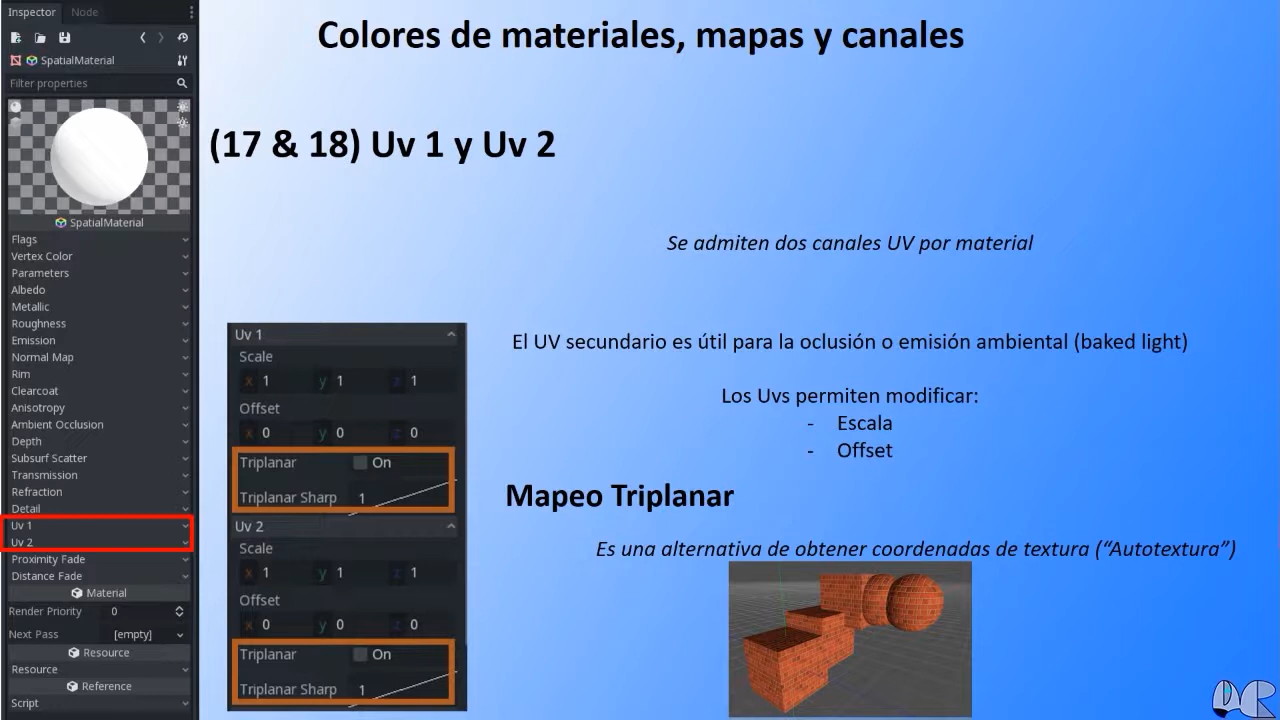 Inspector
Node
SpatialMaterial
Filter properties
SpatialMaterial
Flags
Vertex Color
Parameters
Albedo
Metallic
Roughness
Emission
Normal Map
Rim
Clearcoat
Anisotropy
Ambient Occlusion
Depth
Subsurf Scatter
Transmission
Refraction
Detail
Uv 1
Uv 2
Proximity Fade
Distance Fade
Material
Render Priority 0
Next Pass [empty]
Resource
Resource
Reference
Script
Colores de materiales, mapas y canales
(17 & 18) Uv 1 y Uv 2
Se admiten dos canales UV por material
Uv 1
Scale
x 1 y 1 z 1
Offset
x 0 y 0 z 0
Triplanar On
Triplanar Sharp 1
Uv 2
Scale
x 1 y 1 z 1
Offset
x 0 y 0 z 0
Triplanar On
Triplanar Sharp 1
El UV secundario es útil para la oclusión o emisión ambiental (baked light)
Los Uvs permiten modificar:
- Escala
- Offset
Mapeo Triplanar
Es una alternativa de obtener coordenadas de textura (“Autotextura”)